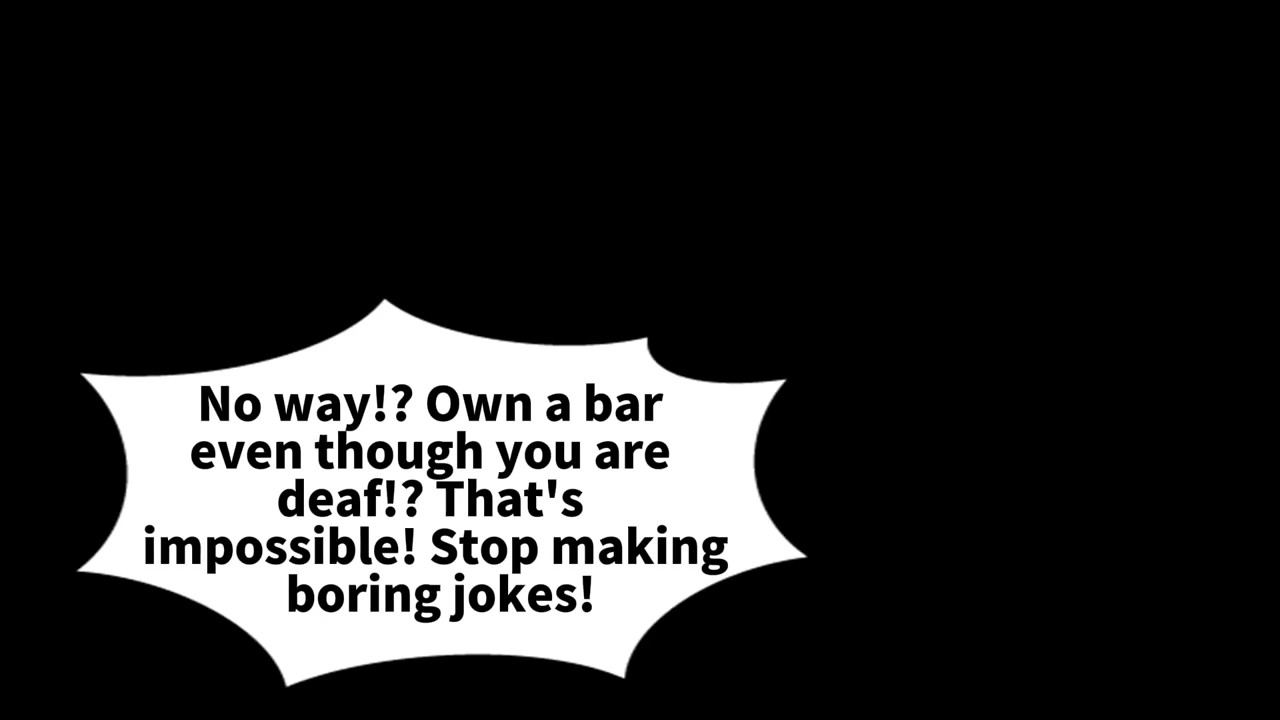 No way!? Own a bar
even though you are
deaf!? That's
impossible! Stop making
boring jokes!